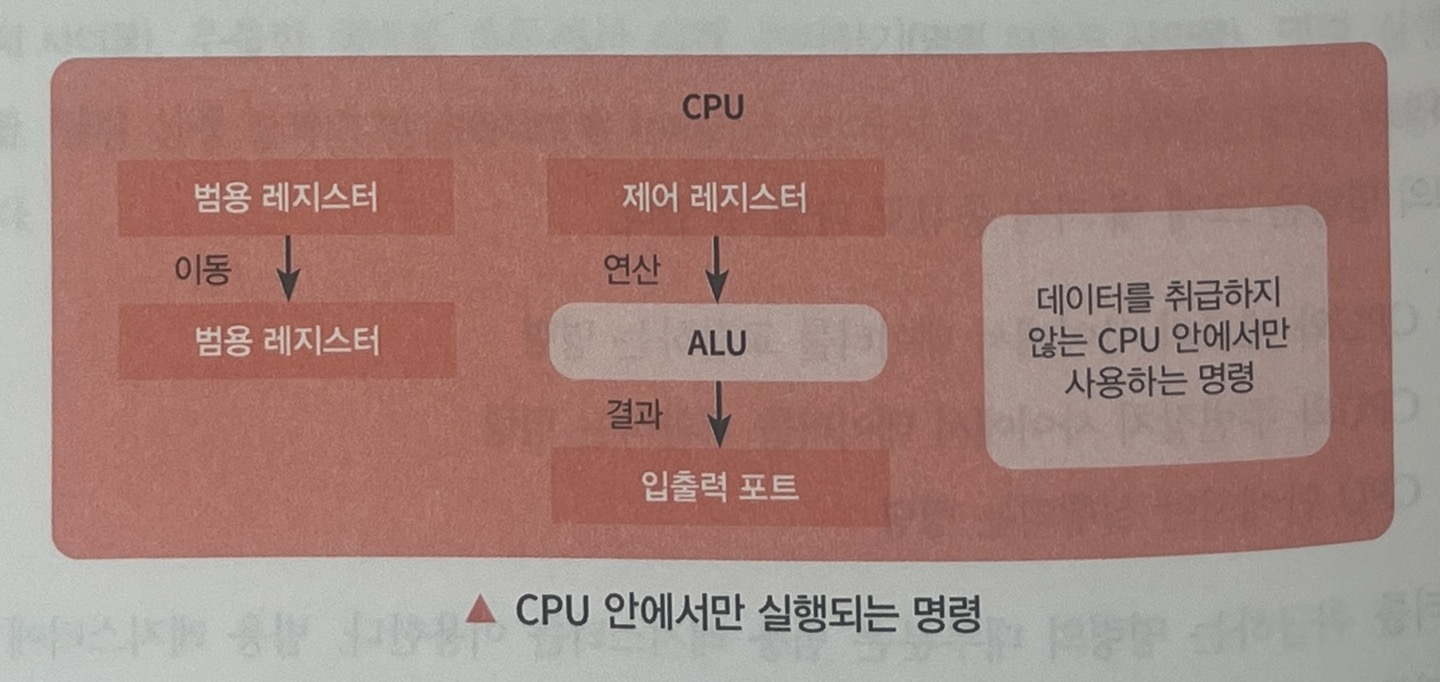 CPU
범용 레지스터
이동
범용 레지스터
제어 레지스터
연산
ALU
결과
입출력 포트
데이터를 취급하지
않는 CPU 안에서만
사용하는 명령
▲ CPU 안에서만 실행되는 명령